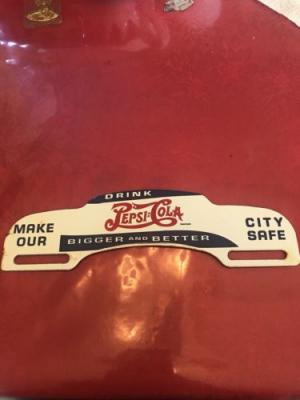 DRINK
PEPSI-COLA
BIGGER AND BETTER
MAKE
OUR
CITY
SAFE